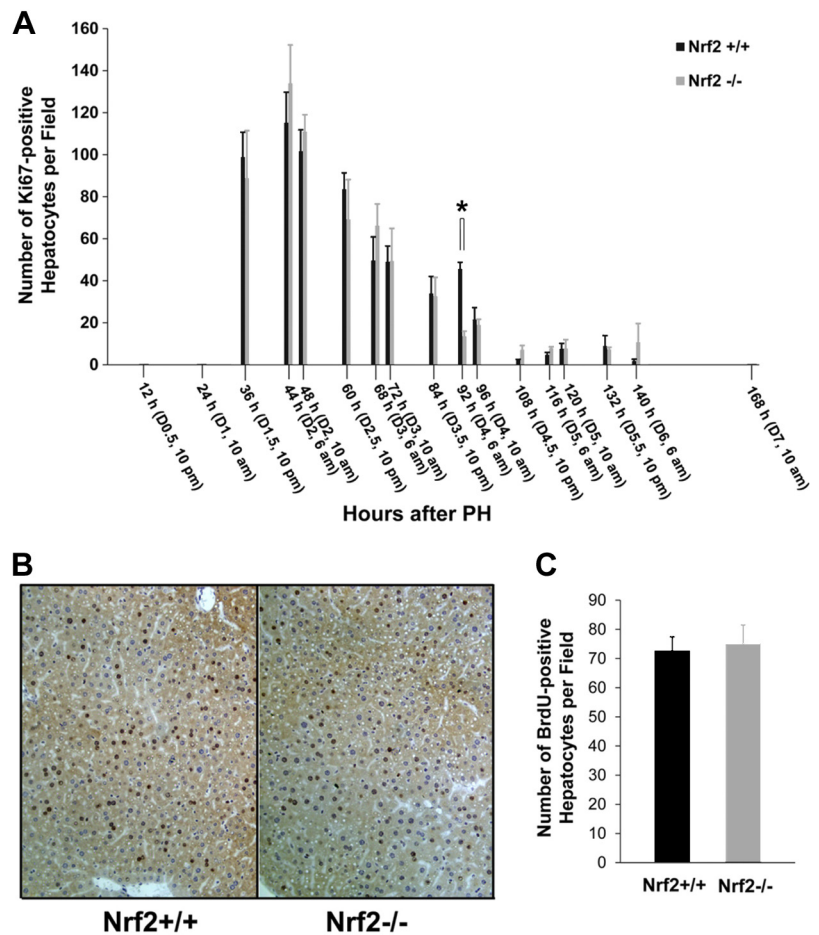 A
160
140
120
100
80
60
40
20
0
Number of Ki67-positive
Hepatocytes per Field
Nrf2 +/+
Nrf2 -/-
*
12 h (D0.5, 10 pm)
24 h (D1, 10 am)
36 h (D1.5, 10 pm)
44 h (D2, 6 am)
48 h (D2, 10 am)
60 h (D2.5, 10 pm)
68 h (D3, 6 am)
72 h (D3, 10 am)
84 h (D3.5, 10 pm)
92 h (D4, 6 am)
96 h (D4, 10 am)
108 h (D4.5, 10 pm)
116 h (D5, 6 am)
120 h (D5, 10 am)
132 h (D5.5, 10 pm)
140 h (D6, 6 am)
168 h (D7, 10 am)
Hours after PH
B
Nrf2+/+
Nrf2-/-
C
90
80
70
60
50
40
30
20
10
0
Number of BrdU-positive
Hepatocytes per Field
Nrf2+/+
Nrf2-/-